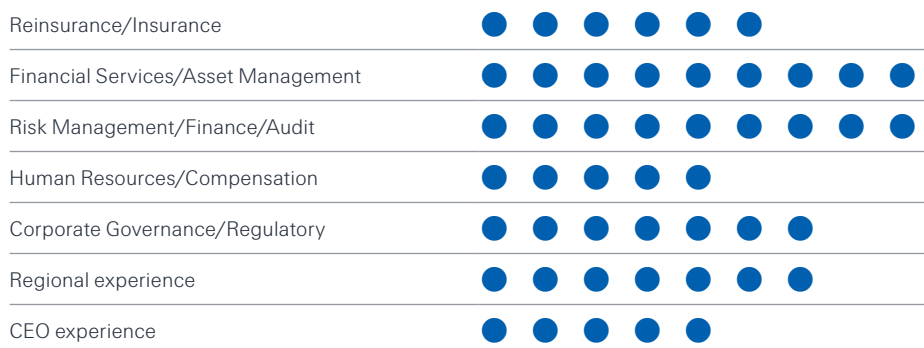 Reinsurance/Insurance
Financial Services/Asset Management
Risk Management/Finance/Audit
Human Resources/Compensation
Corporate Governance/Regulatory
Regional experience
CEO experience